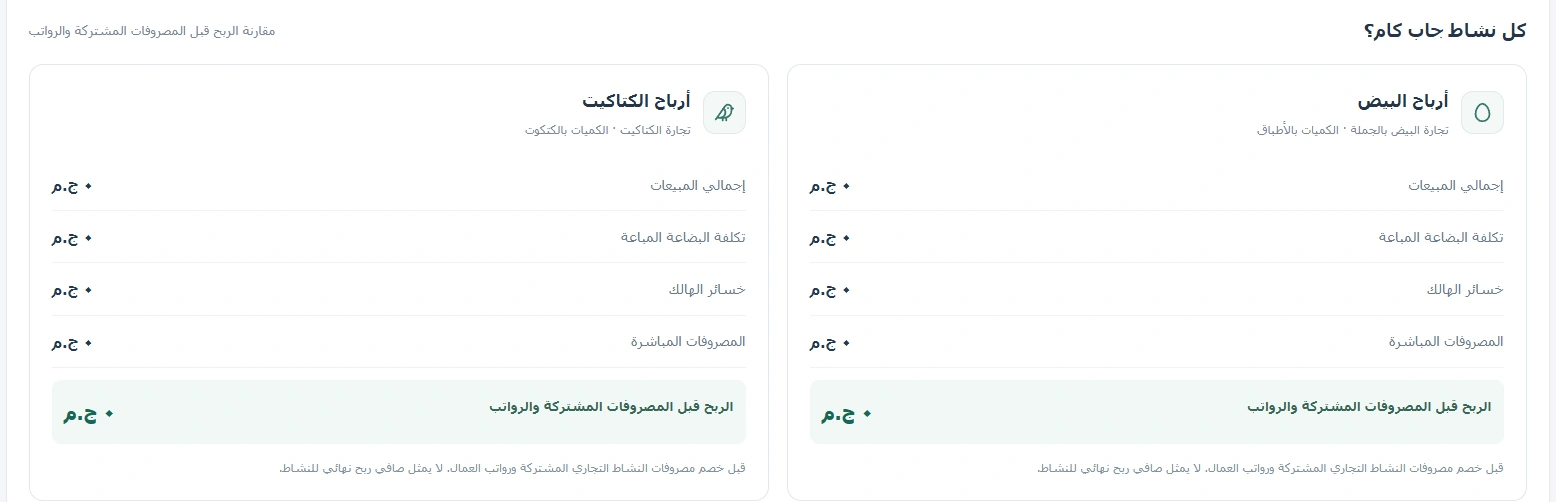 كل نشاط جاب كام؟
مقارنة الربح قبل المصروفات المشتركة والرواتب
أرباح البيض
تجارة البيض بالجملة · الكميات بالأطباق
إجمالي المبيعات
٠ ج.م
تكلفة البضاعة المباعة
٠ ج.م
خسائر الهالك
٠ ج.م
المصروفات المباشرة
٠ ج.م
الربح قبل المصروفات المشتركة والرواتب
٠ ج.م
قبل خصم مصروفات النشاط التجاري المشتركة ورواتب العمال. لا يمثل صافي ربح نهائي للنشاط.
أرباح الكتاكيت
تجارة الكتاكيت · الكميات بالكتكوت
إجمالي المبيعات
٠ ج.م
تكلفة البضاعة المباعة
٠ ج.م
خسائر الهالك
٠ ج.م
المصروفات المباشرة
٠ ج.م
الربح قبل المصروفات المشتركة والرواتب
٠ ج.م
قبل خصم مصروفات النشاط التجاري المشتركة ورواتب العمال. لا يمثل صافي ربح نهائي للنشاط.